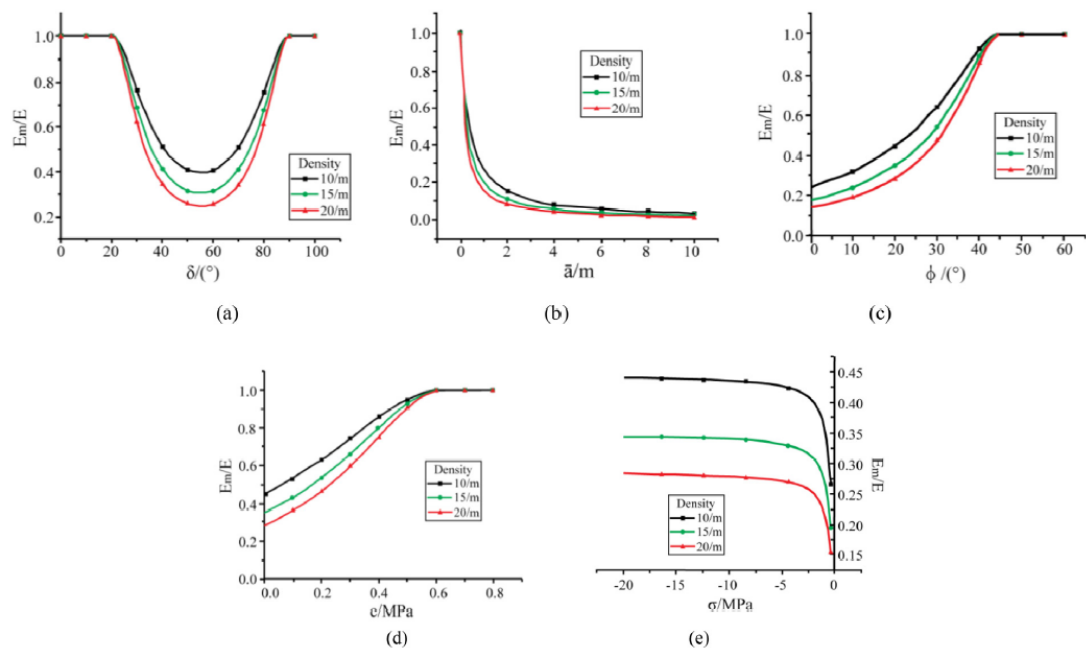 1.0
0.8
0.6
0.4
0.2
Em/E
0 20 40 60 80 100
δ/(°)
Density
10/m
15/m
20/m
(a)
1.0
0.8
0.6
0.4
0.2
0.0
Em/E
0 2 4 6 8 10
ā/m
Density
10/m
15/m
20/m
(b)
1.0
0.8
0.6
0.4
0.2
0.0
Em/E
0 10 20 30 40 50 60
ϕ /(°)
Density
10/m
15/m
20/m
(c)
1.0
0.8
0.6
0.4
0.2
0.0
Em/E
0.0 0.2 0.4 0.6 0.8
c/MPa
Density
10/m
15/m
20/m
(d)
0.45
0.40
0.35
0.30
0.25
0.20
0.15
Em/E
-20 -15 -10 -5 0
σ/MPa
Density
10/m
15/m
20/m
(e)